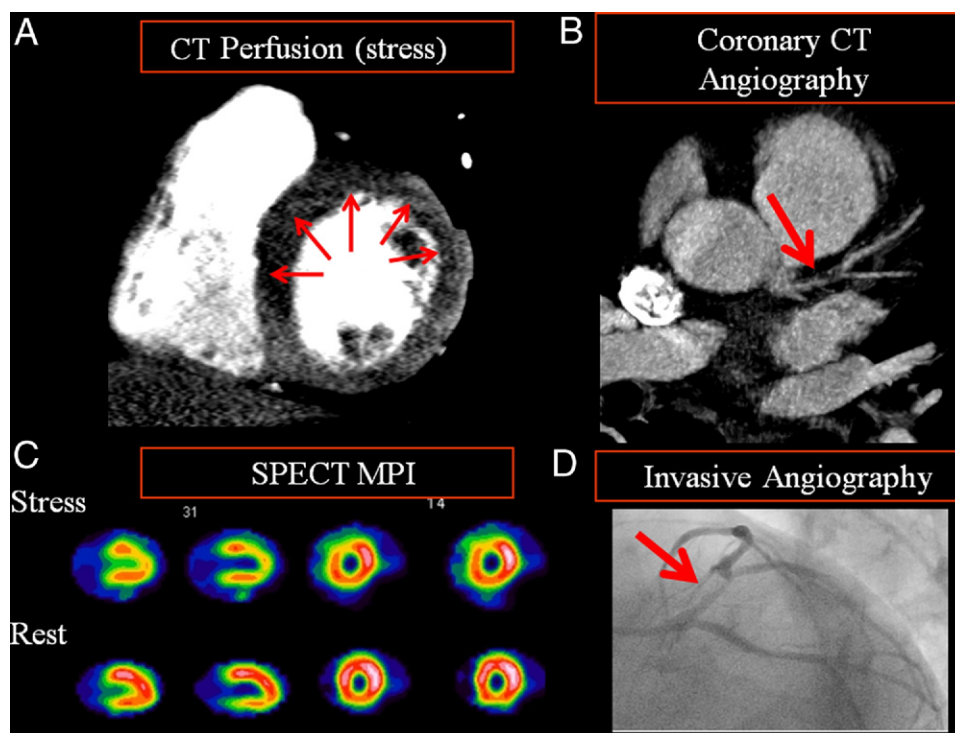 A
CT Perfusion (stress)
B
Coronary CT
Angiography
C
SPECT MPI
Stress
31
14
Rest
D
Invasive Angiography